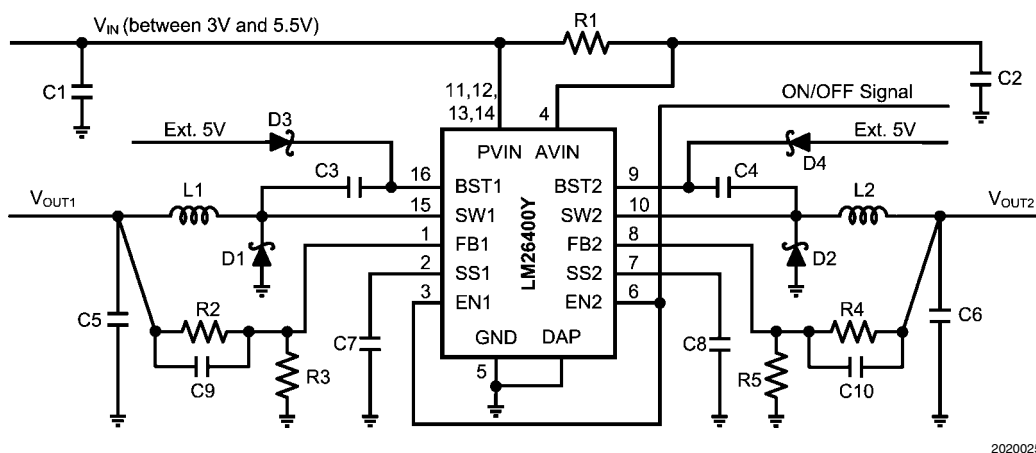 V_IN (between 3V and 5.5V)
R1
C1
C2
11,12,
13,14
4
ON/OFF Signal
Ext. 5V
D3
Ext. 5V
D4
PVIN AVIN
C3
16
BST1
BST2
9
C4
V_OUT1
L1
15
SW1
SW2
10
L2
V_OUT2
D1
1
FB1
FB2
8
D2
2
SS1
SS2
7
3
EN1
EN2
6
LM26400Y
C5
R2
C9
R3
C7
GND DAP
5
C8
R5
R4
C10
C6
2020025